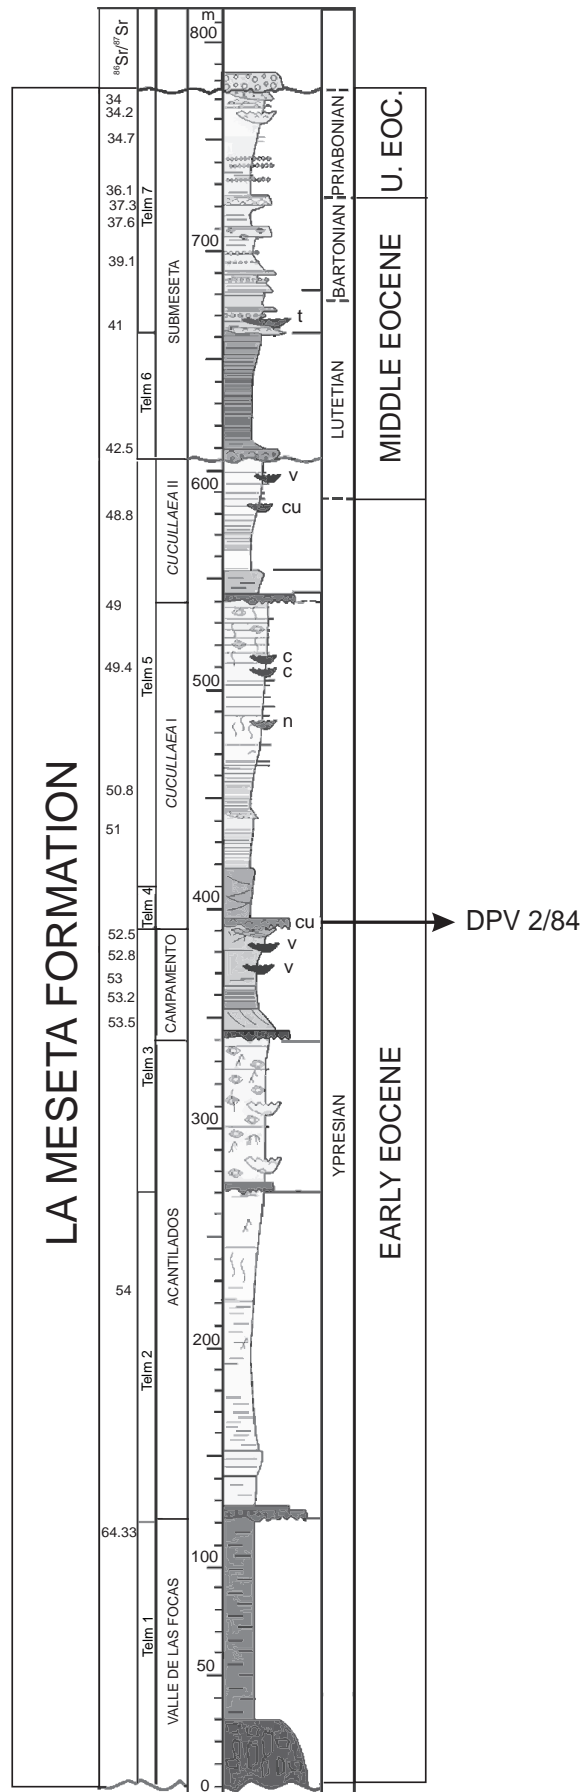 LA MESETA FORMATION
86Sr/87Sr
34
34.2
34.7
36.1
37.3
37.6
39.1
41
42.5
48.8
49
49.4
50.8
51
52.5
52.8
53
53.2
53.5
54
64.33
Telm 7
Telm 6
Telm 5
Telm 4
Telm 3
Telm 2
Telm 1
SUBMESETA
CUCULLAEA II
CUCULLAEA I
CAMPAMENTO
ACANTILADOS
VALLE DE LAS FOCAS
m
800
700
600
500
400
300
200
100
50
0
t
v
cu
c
c
n
cu
v
v
PRIABONIAN
BARTONIAN
LUTETIAN
YPRESIAN
U. EOC.
MIDDLE EOCENE
EARLY EOCENE
DPV 2/84